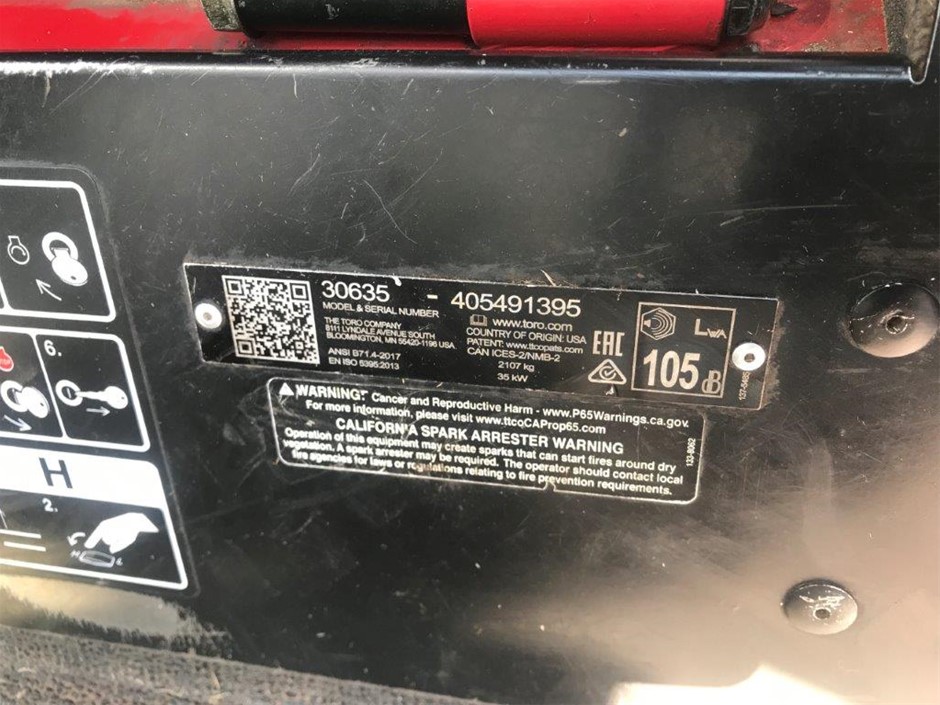 30635 - 405491395
MODEL & SERIAL NUMBER
THE TORO COMPANY
8111 LYNDALE AVENUE SOUTH
BLOOMINGTON, MN 55420-1196 USA
ANSI B71.4-2017
EN ISO 5395:2013
www.toro.com
COUNTRY OF ORIGIN: USA
PATENT: www.ttcopats.com
CAN ICES-2/NMB-2
2107 kg
35 kW
EAC
LWA
105 dB
WARNING: Cancer and Reproductive Harm - www.P65Warnings.ca.gov.
For more information, please visit www.ttcoCAProp65.com
CALIFORN'A SPARK ARRESTER WARNING
Operation of this equipment may create sparks that can start fires around dry
vegetation. A spark arrester may be required. The operator should contact local
fire agencies for laws or regulations relating to fire prevention requirements.
133-8062
6.
H
2.
H L